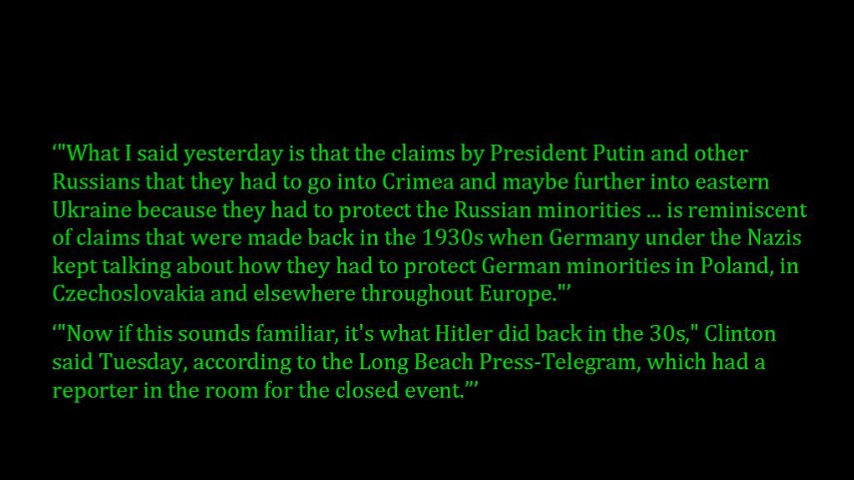 ‘"What I said yesterday is that the claims by President Putin and other
Russians that they had to go into Crimea and maybe further into eastern
Ukraine because they had to protect the Russian minorities ... is reminiscent
of claims that were made back in the 1930s when Germany under the Nazis
kept talking about how they had to protect German minorities in Poland, in
Czechoslovakia and elsewhere throughout Europe."’
‘"Now if this sounds familiar, it's what Hitler did back in the 30s," Clinton
said Tuesday, according to the Long Beach Press-Telegram, which had a
reporter in the room for the closed event.”’